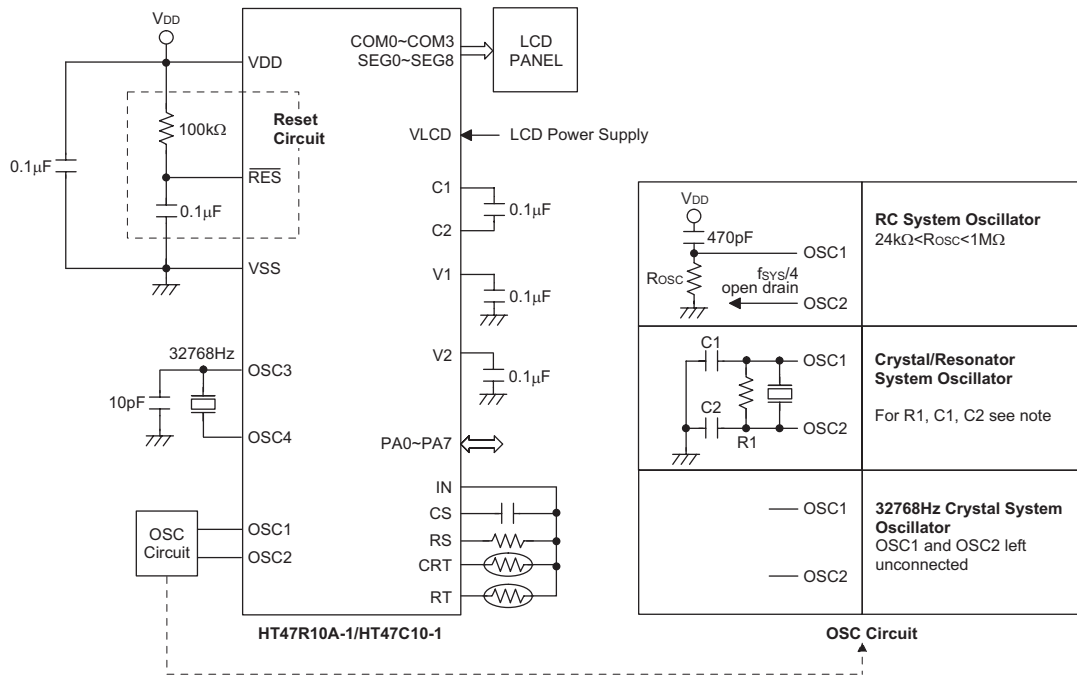 VDD
VDD
100kΩ
Reset
Circuit
0.1µF
RES
0.1µF
VSS
32768Hz
OSC3
10pF
OSC4
OSC
Circuit
OSC1
OSC2
COM0~COM3
SEG0~SEG8
LCD
PANEL
VLCD
LCD Power Supply
C1
0.1µF
C2
V1
0.1µF
V2
0.1µF
PA0~PA7
IN
CS
RS
CRT
RT
HT47R10A-1/HT47C10-1
VDD
470pF
OSC1
ROSC
fSYS/4
open drain
OSC2
RC System Oscillator
24kΩ<ROSC<1MΩ
C1
OSC1
C2
R1
OSC2
Crystal/Resonator
System Oscillator
For R1, C1, C2 see note
OSC1
OSC2
32768Hz Crystal System
Oscillator
OSC1 and OSC2 left
unconnected
OSC Circuit